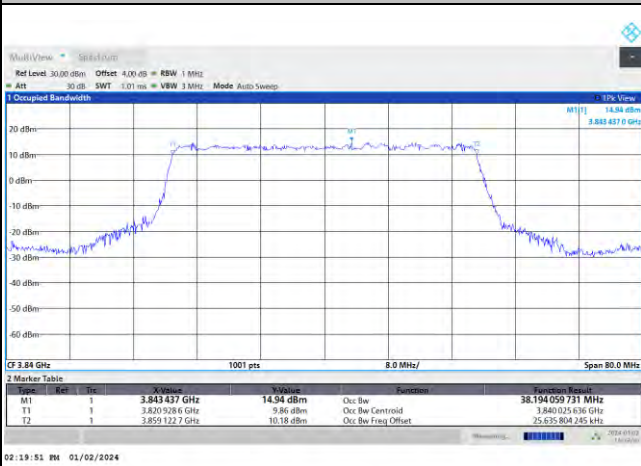 MultiView Spectrum
Ref Level 30.00 dBm Offset 4.00 dB RBW 1 MHz
Att 30 dB SWT 1.01 ms VBW 3 MHz Mode Auto Sweep
1 Occupied Bandwidth 1Pk View
M1[1] 14.94 dBm
3.843 437 0 GHz
20 dBm
M1
T1 T2
10 dBm
0 dBm
-10 dBm
-20 dBm
-30 dBm
-40 dBm
-50 dBm
-60 dBm
CF 3.84 GHz 1001 pts 8.0 MHz/ Span 80.0 MHz
2 Marker Table
Type Ref Trc X-Value Y-Value Function Function Result
M1 1 3.843 437 GHz 14.94 dBm Occ Bw 38.194 059 731 MHz
T1 1 3.820 928 6 GHz 9.86 dBm Occ Bw Centroid 3.840 025 636 GHz
T2 1 3.859 122 7 GHz 10.18 dBm Occ Bw Freq Offset 25.635 804 245 kHz
Measuring...
02:19:51 PM 01/02/2024